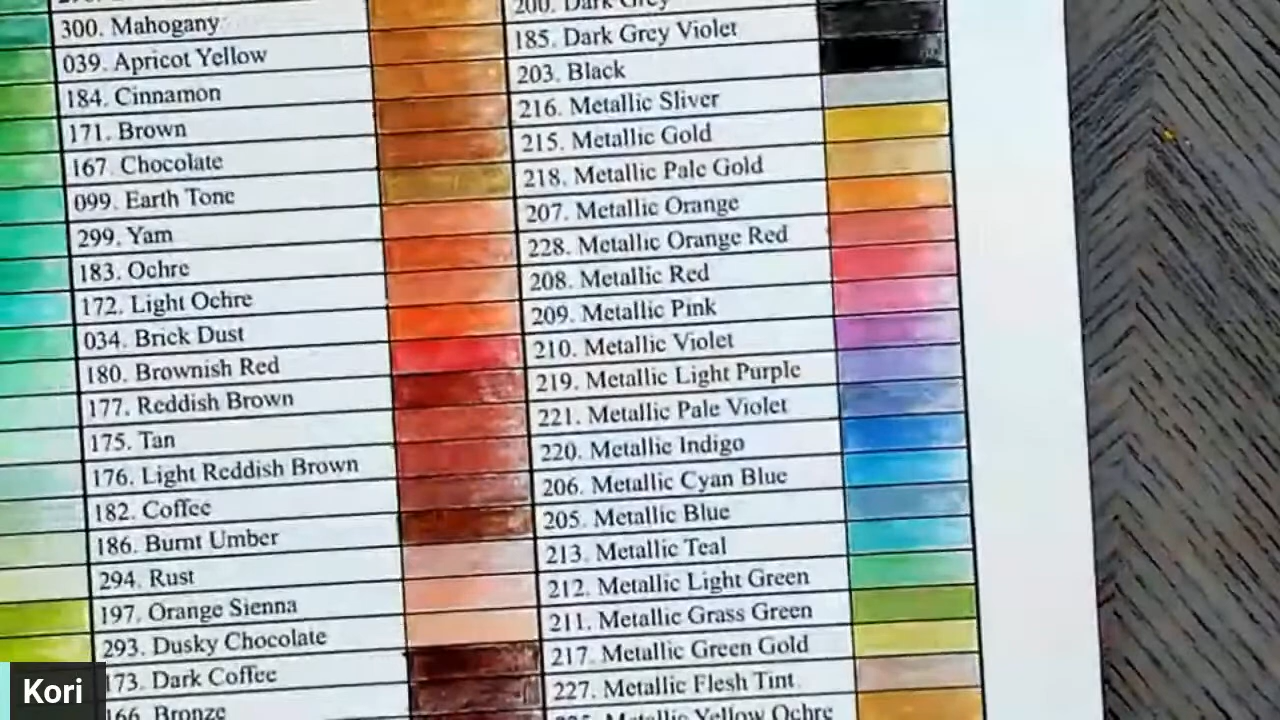 300. Mahogany
039. Apricot Yellow
184. Cinnamon
171. Brown
167. Chocolate
099. Earth Tone
299. Yam
183. Ochre
172. Light Ochre
034. Brick Dust
180. Brownish Red
177. Reddish Brown
175. Tan
176. Light Reddish Brown
182. Coffee
186. Burnt Umber
294. Rust
197. Orange Sienna
293. Dusky Chocolate
173. Dark Coffee
166. Bronze
200. Dark Grey
185. Dark Grey Violet
203. Black
216. Metallic Sliver
215. Metallic Gold
218. Metallic Pale Gold
207. Metallic Orange
228. Metallic Orange Red
208. Metallic Red
209. Metallic Pink
210. Metallic Violet
219. Metallic Light Purple
221. Metallic Pale Violet
220. Metallic Indigo
206. Metallic Cyan Blue
205. Metallic Blue
213. Metallic Teal
212. Metallic Light Green
211. Metallic Grass Green
217. Metallic Green Gold
227. Metallic Flesh Tint
Metallic Yellow Ochre
Kori